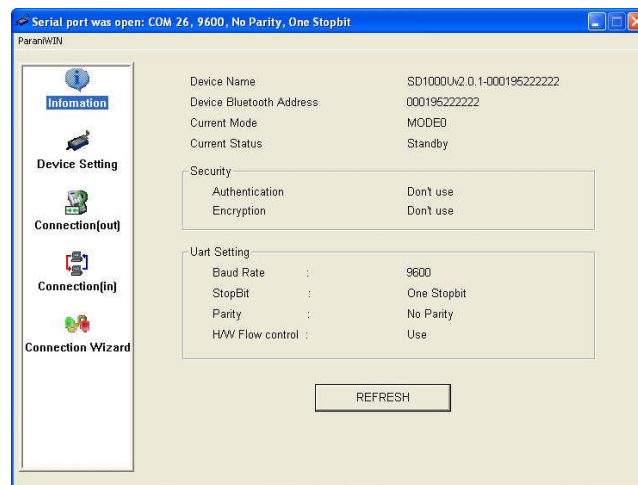 Serial port was open: COM 26, 9600, No Parity, One Stopbit
ParaniWIN
Infomation
Device Setting
Connection(out)
Connection(in)
Connection Wizard
Device Name SD1000Uv2.0.1-000195222222
Device Bluetooth Address 000195222222
Current Mode MODE0
Current Status Standby
Security
Authentication Don't use
Encryption Don't use
Uart Setting
Baud Rate : 9600
StopBit : One Stopbit
Parity : No Parity
H/W Flow control : Use
REFRESH